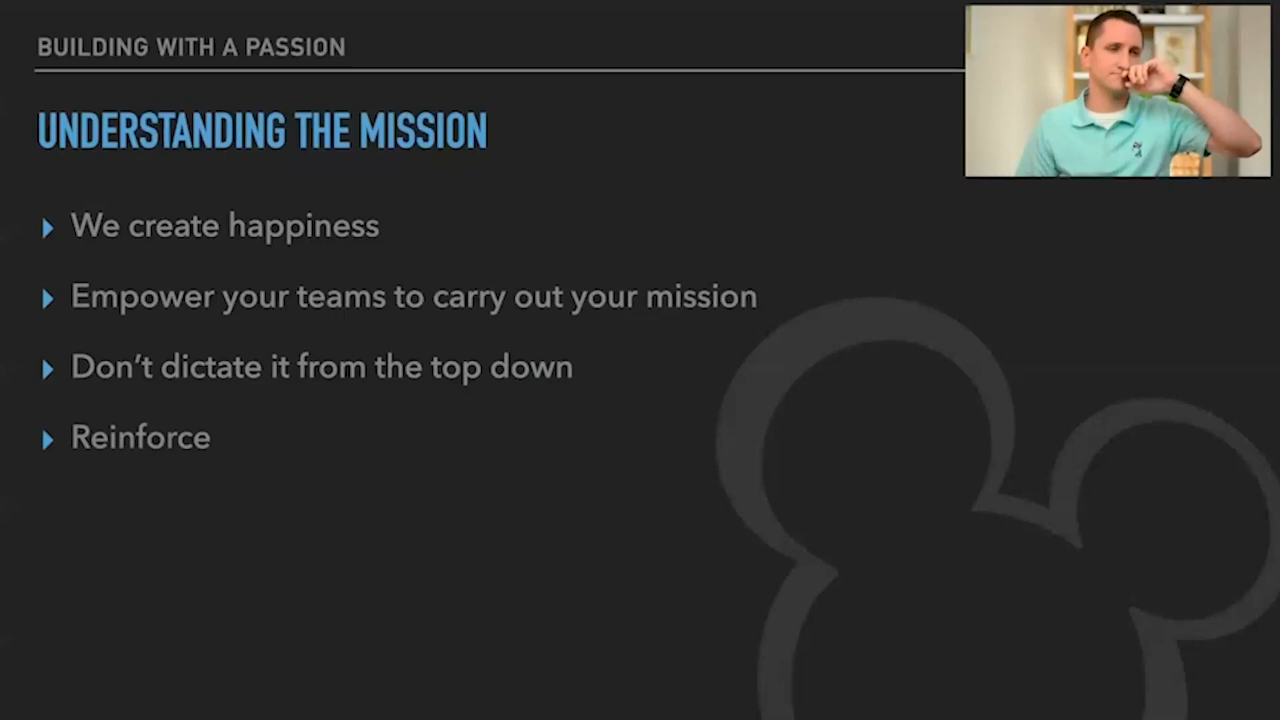 BUILDING WITH A PASSION
UNDERSTANDING THE MISSION
We create happiness
Empower your teams to carry out your mission
Don’t dictate it from the top down
Reinforce